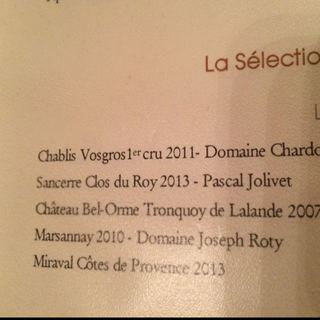 La Sélectio
Chablis Vosgros 1er cru 2011- Domaine Chardo
Sancerre Clos du Roy 2013 - Pascal Jolivet
Château Bel-Orme Tronquoy de Lalande 2007
Marsannay 2010 - Domaine Joseph Roty
Miraval Côtes de Provence 2013